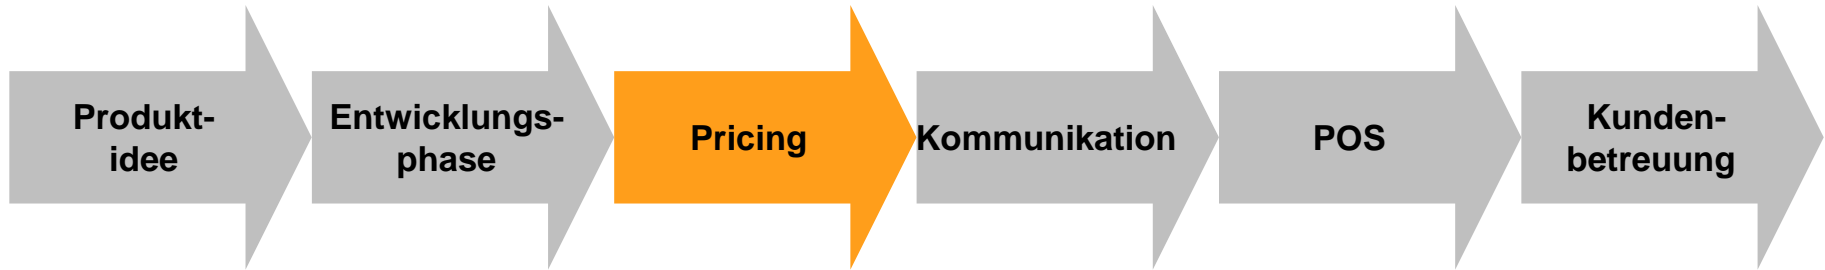 Produkt-
idee
Entwicklungs-
phase
Pricing
Kommunikation
POS
Kunden-
betreuung